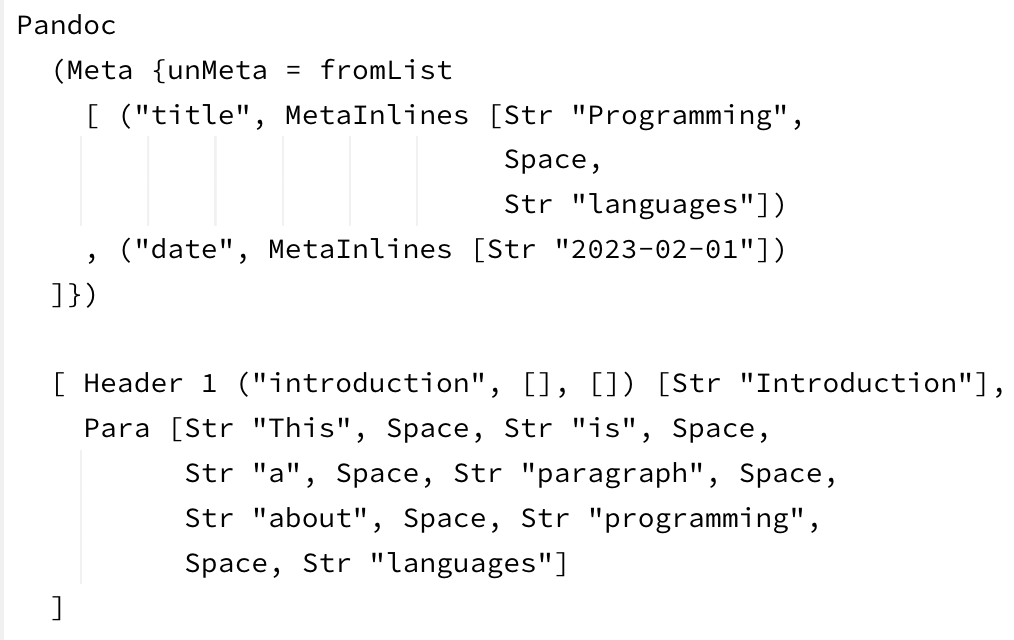 Pandoc
  (Meta {unMeta = fromList
    [ ("title", MetaInlines [Str "Programming",
                             Space,
                             Str "languages"])
    , ("date", MetaInlines [Str "2023-02-01"])
  ]})

  [ Header 1 ("introduction", [], []) [Str "Introduction"],
    Para [Str "This", Space, Str "is", Space,
          Str "a", Space, Str "paragraph", Space,
          Str "about", Space, Str "programming",
          Space, Str "languages"]
  ]